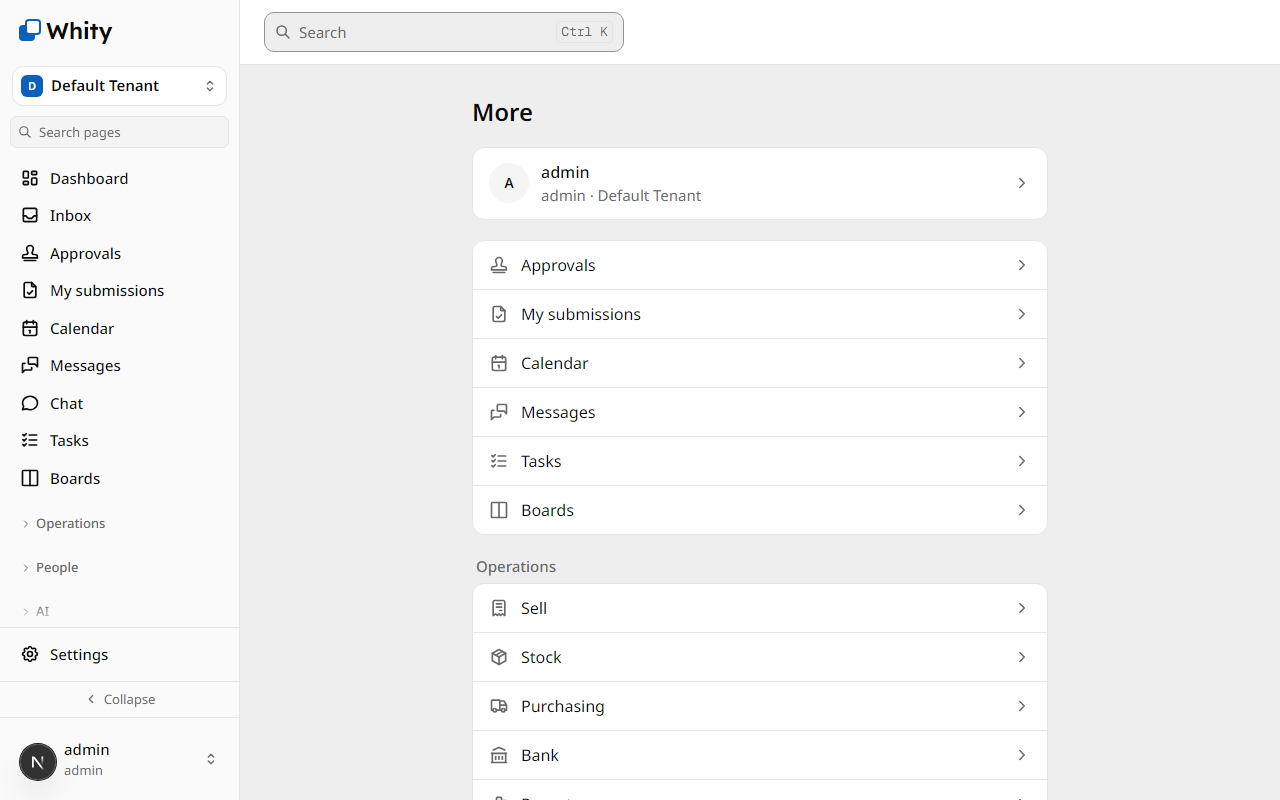 Whity
Search
Ctrl K
D
Default Tenant
Search pages
Dashboard
Inbox
Approvals
My submissions
Calendar
Messages
Chat
Tasks
Boards
Operations
People
AI
Settings
Collapse
N
admin
admin
More
A
admin
admin · Default Tenant
Approvals
My submissions
Calendar
Messages
Tasks
Boards
Operations
Sell
Stock
Purchasing
Bank